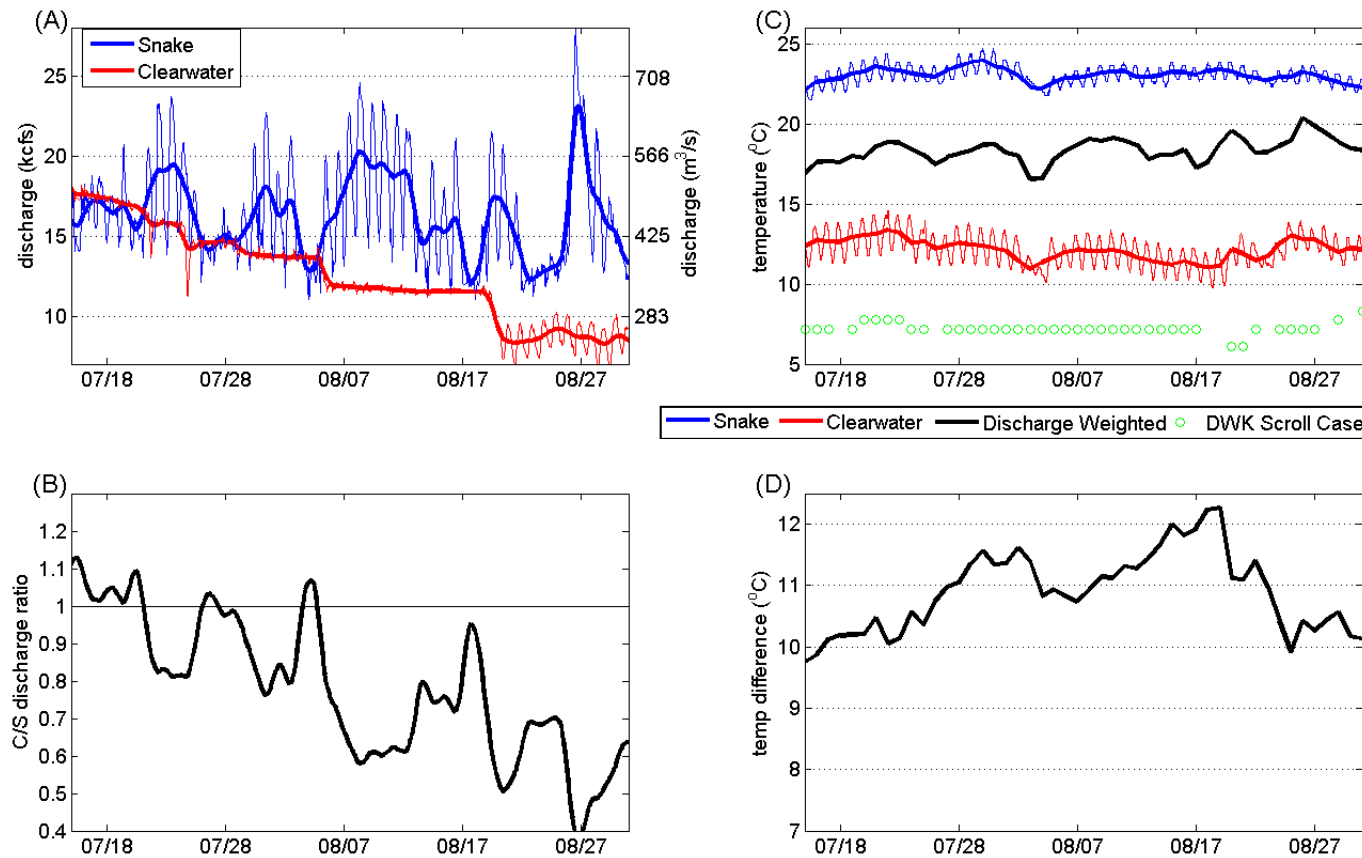 (A)
Snake
Clearwater
25
20
15
10
discharge (kcfs)
708
566
425
283
discharge (m3/s)
07/18 07/28 08/07 08/17 08/27
(C)
25
20
15
10
5
temperature (0C)
07/18 07/28 08/07 08/17 08/27
Snake Clearwater Discharge Weighted DWK Scroll Case
(B)
1.2
1.1
1
0.9
0.8
0.7
0.6
0.5
0.4
C/S discharge ratio
07/18 07/28 08/07 08/17 08/27
(D)
12
11
10
9
8
7
temp difference (0C)
07/18 07/28 08/07 08/17 08/27